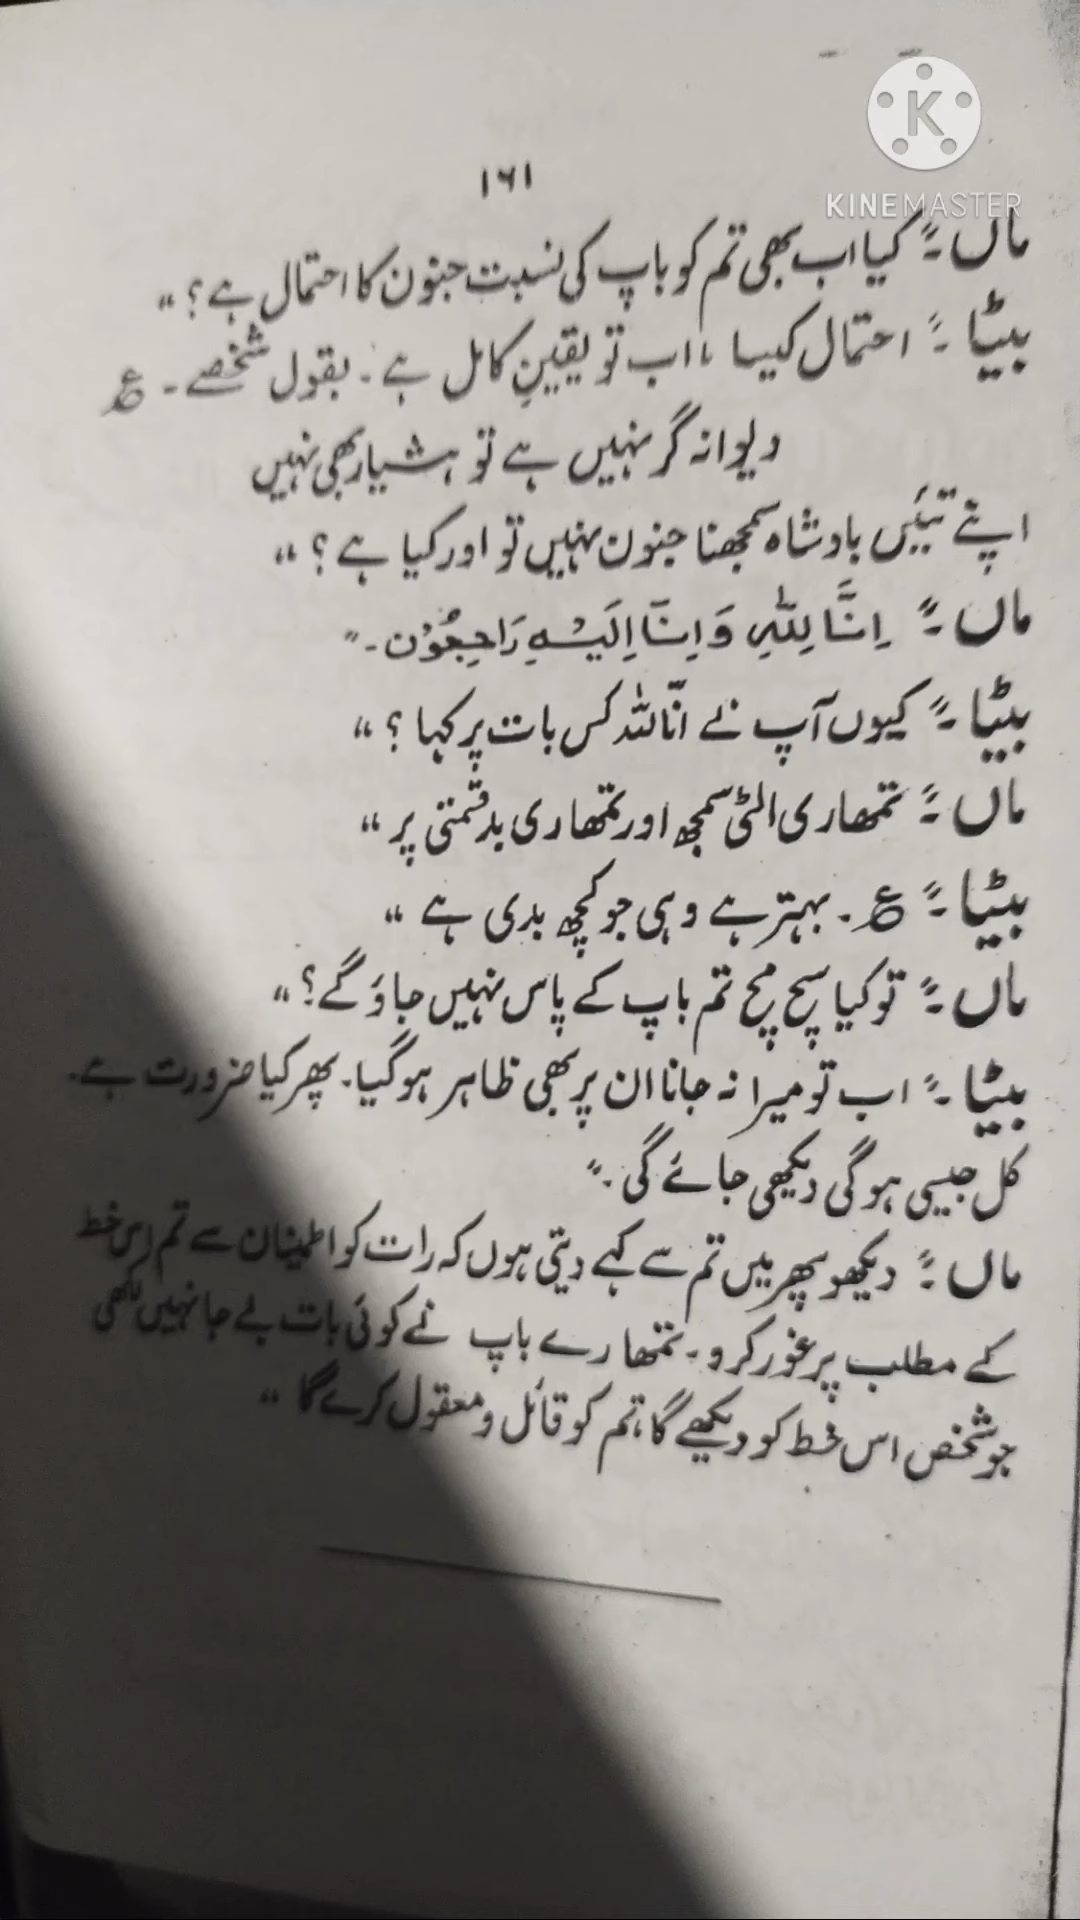 KINEMASTER
۱۶۱
ماں :" کیا اب بھی تم کو باپ کی نسبت جنون کا احتمال ہے؟"
بیٹا :" احتمال کیسا، اب تو یقینِ کامل ہے۔ بقول شخصے۔ ع
دیوانہ گر نہیں ہے تو ہشیار بھی نہیں
اپنے تئیں بادشاہ سمجھنا جنون نہیں تو اور کیا ہے؟"
ماں :" اِنَّا لِلّٰہِ وَاِنَّا اِلَیْہِ رَاجِعُوْن۔"
بیٹا :" کیوں آپ نے انّا للہ کس بات پر کہا؟"
ماں :" تمھاری الٹی سمجھ اور تمھاری بدقسمتی پر"
بیٹا :" ع۔ بہتر ہے وہی جو کچھ بدی ہے"
ماں :" تو کیا سچ مچ تم باپ کے پاس نہیں جاؤ گے؟"
بیٹا :" اب تو میرا نہ جانا ان پر بھی ظاہر ہوگیا۔ پھر کیا ضرورت ہے۔
کل جیسی ہوگی دیکھی جائے گی۔"
ماں :" دیکھو پھر میں تم سے کہے دیتی ہوں کہ رات کو اطمینان سے تم اس خط
کے مطلب پر غور کرو۔ تمھارے باپ نے کوئی بات بے جا نہیں لکھی
جو شخص اس خط کو دیکھے گا، تم کو قائل و معقول کرے گا"